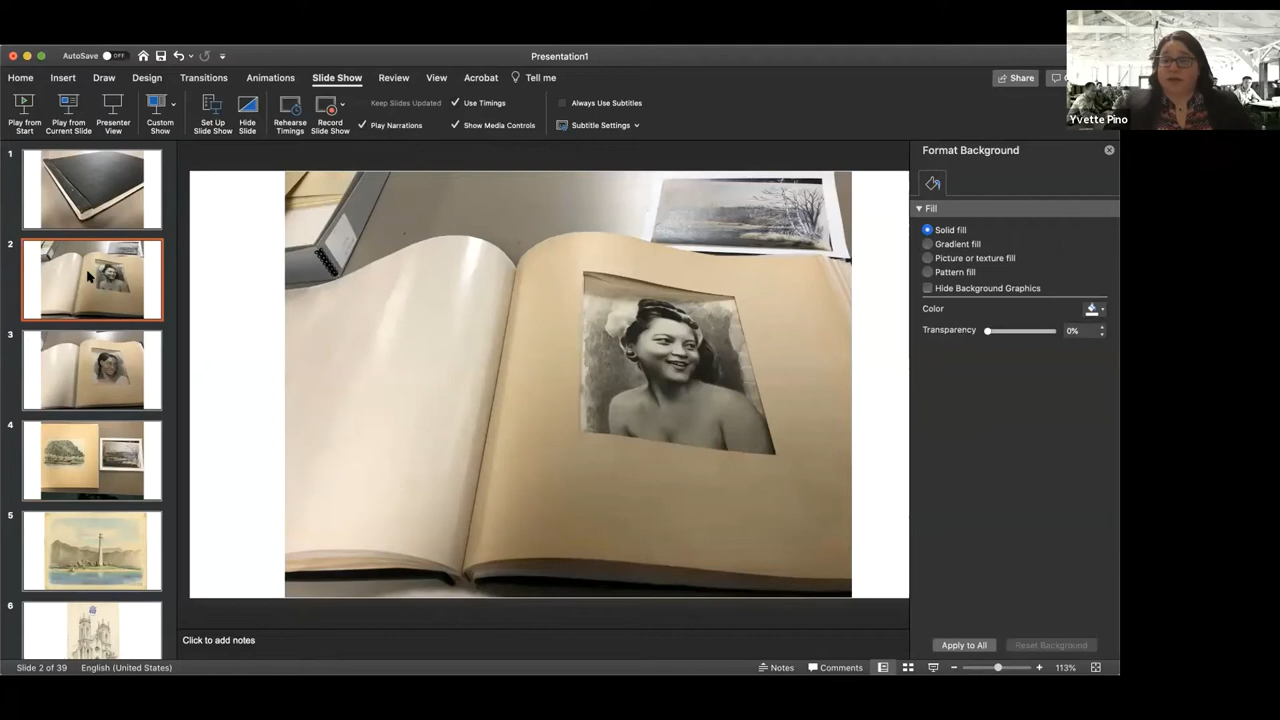 AutoSave OFF
Presentation1
Home Insert Draw Design Transitions Animations Slide Show Review View Acrobat Tell me
Share
Play from Start
Play from Current Slide
Presenter View
Custom Show
Set Up Slide Show
Hide Slide
Rehearse Timings
Record Slide Show
Keep Slides Updated
Use Timings
Play Narrations
Show Media Controls
Always Use Subtitles
Subtitle Settings
Yvette Pino
1
2
3
4
5
6
Format Background
Fill
Solid fill
Gradient fill
Picture or texture fill
Pattern fill
Hide Background Graphics
Color
Transparency 0%
Apply to All
Reset Background
Click to add notes
Slide 2 of 39
English (United States)
Notes
Comments
113%